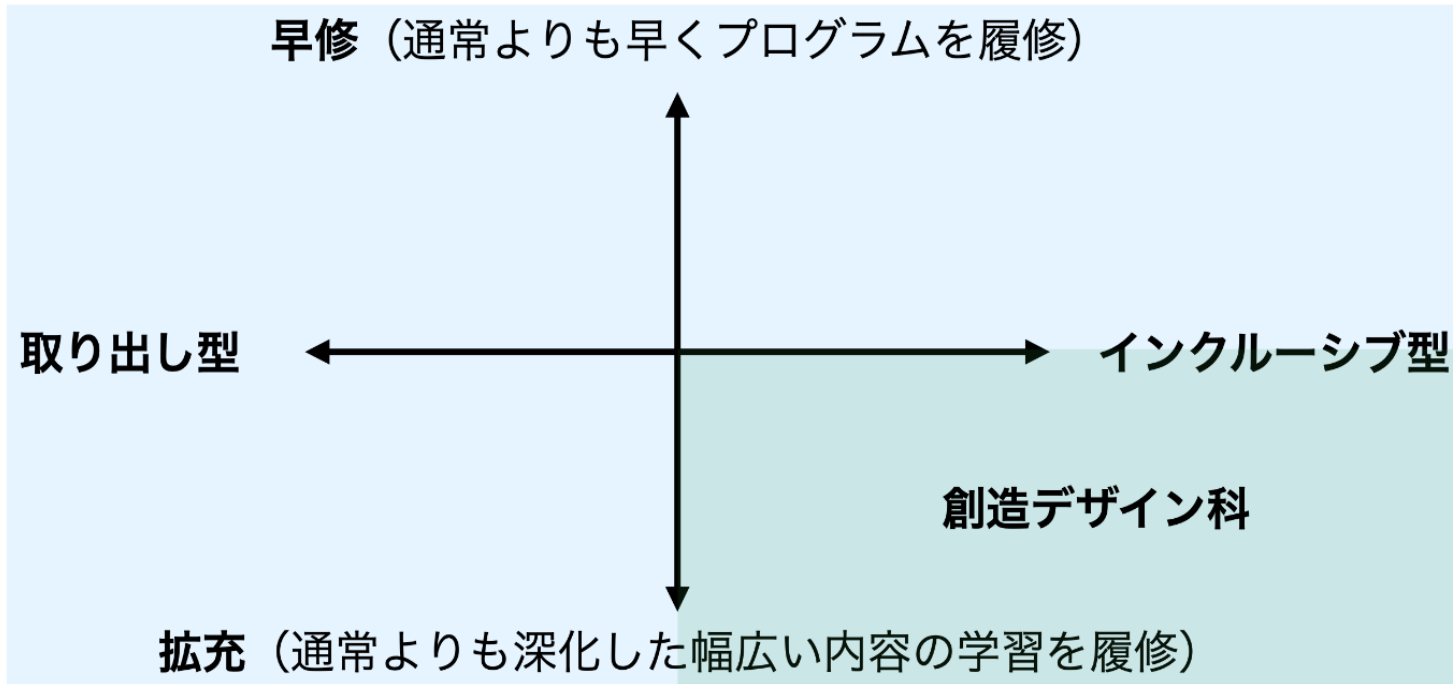 早修（通常よりも早くプログラムを履修）
取り出し型
インクルーシブ型
創造デザイン科
拡充（通常よりも深化した幅広い内容の学習を履修）